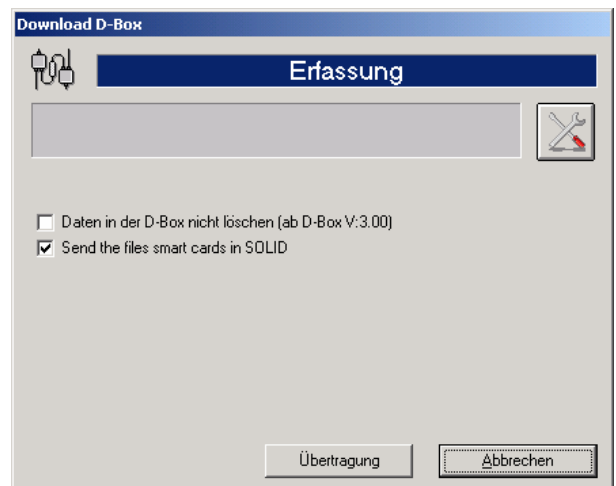 Download D-Box
Erfassung
Daten in der D-Box nicht löschen (ab D-Box V:3.00)
Send the files smart cards in SOLID
Übertragung
Abbrechen